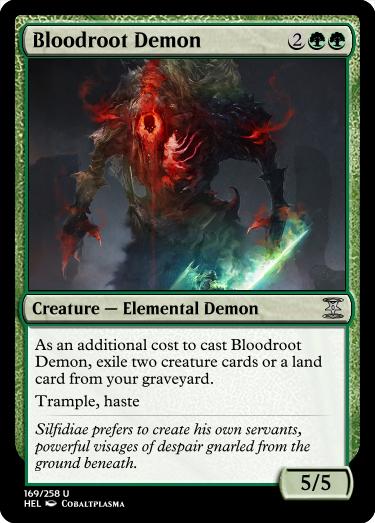 Bloodroot Demon 2
Creature — Elemental Demon
As an additional cost to cast Bloodroot
Demon, exile two creature cards or a land
card from your graveyard.
Trample, haste
Silfidiae prefers to create his own servants,
powerful visages of despair gnarled from the
ground beneath.
5/5
169/258 U
HEL Cobaltplasma